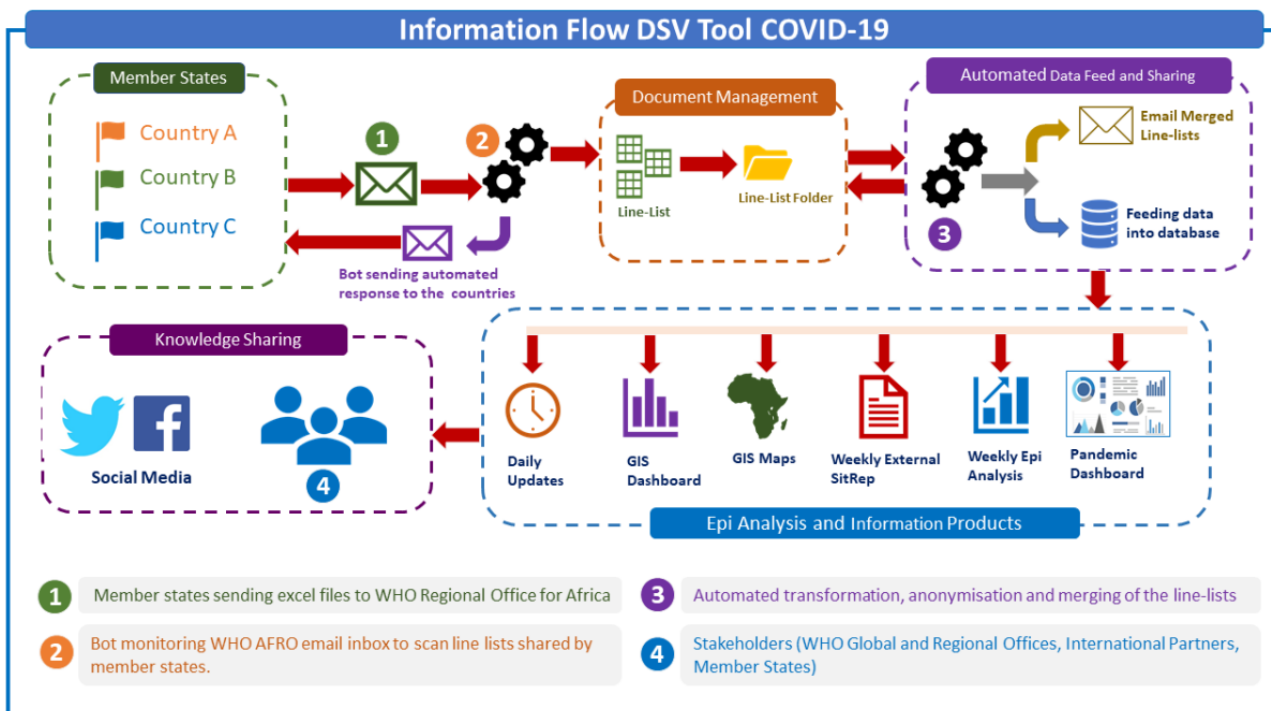 Information Flow DSV Tool COVID-19
Member States
Country A
Country B
Country C
1
2
Bot sending automated
response to the countries
Document Management
Line-List
Line-List Folder
Automated Data Feed and Sharing
3
Email Merged
Line-lists
Feeding data
into database
Knowledge Sharing
Social Media
4
Daily
Updates
GIS
Dashboard
GIS Maps
Weekly External
SitRep
Weekly Epi
Analysis
Pandemic
Dashboard
Epi Analysis and Information Products
1 Member states sending excel files to WHO Regional Office for Africa
2 Bot monitoring WHO AFRO email inbox to scan line lists shared by
member states.
3 Automated transformation, anonymisation and merging of the line-lists
4 Stakeholders (WHO Global and Regional Offices, International Partners,
Member States)